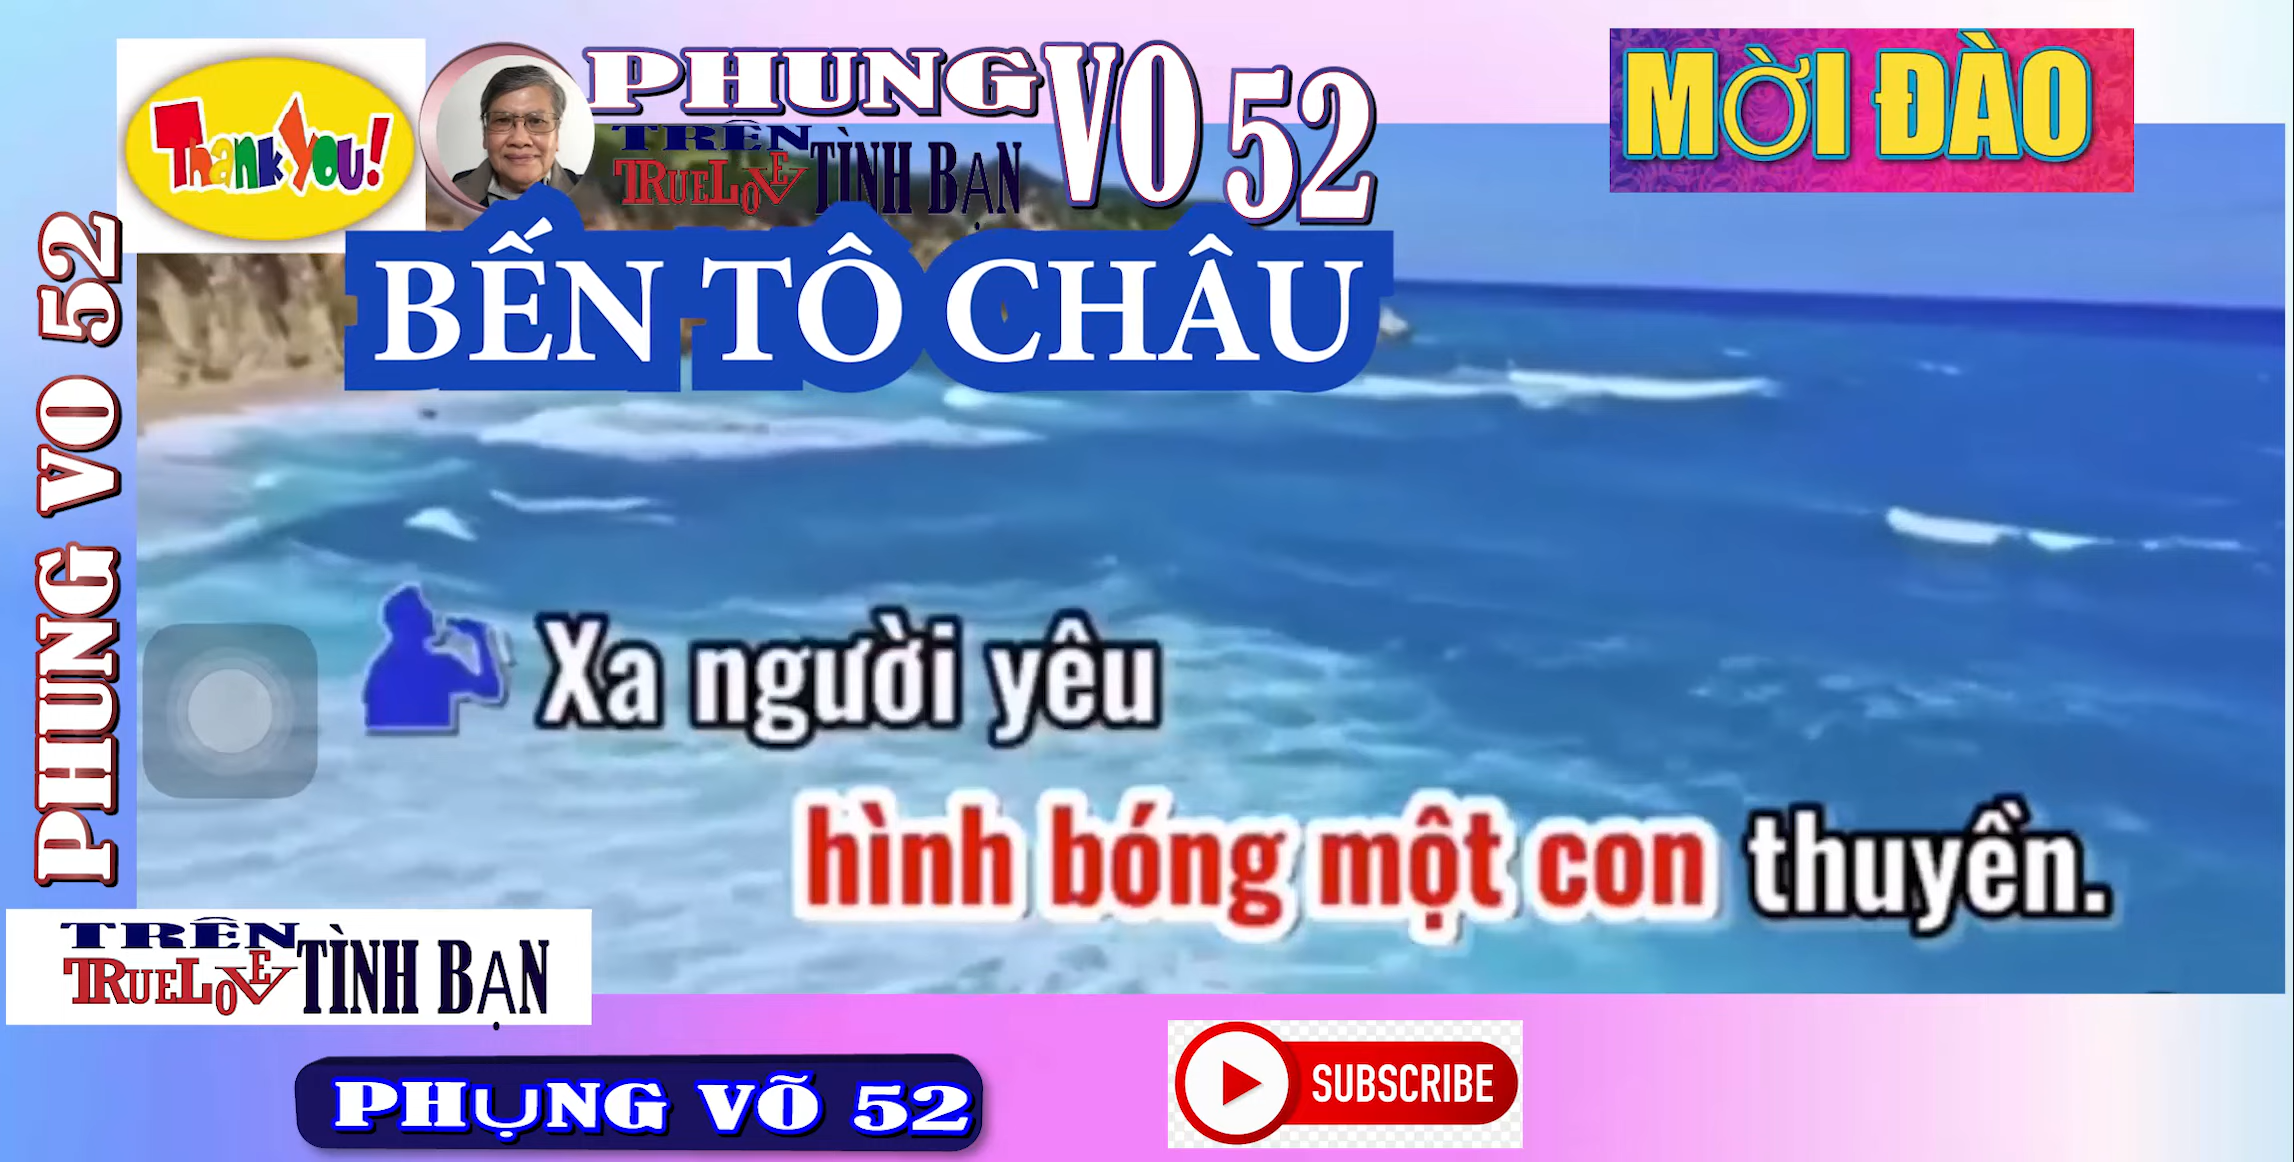 Thank You!
PHUNG VO 52
TRÊN
TRUELOVE TÌNH BẠN
MỜI ĐÀO
BẾN TÔ CHÂU
PHUNG VO 52
Xa người yêu
hình bóng một con thuyền.
TRÊN
TRUELOVE TÌNH BẠN
PHỤNG VÕ 52
SUBSCRIBE